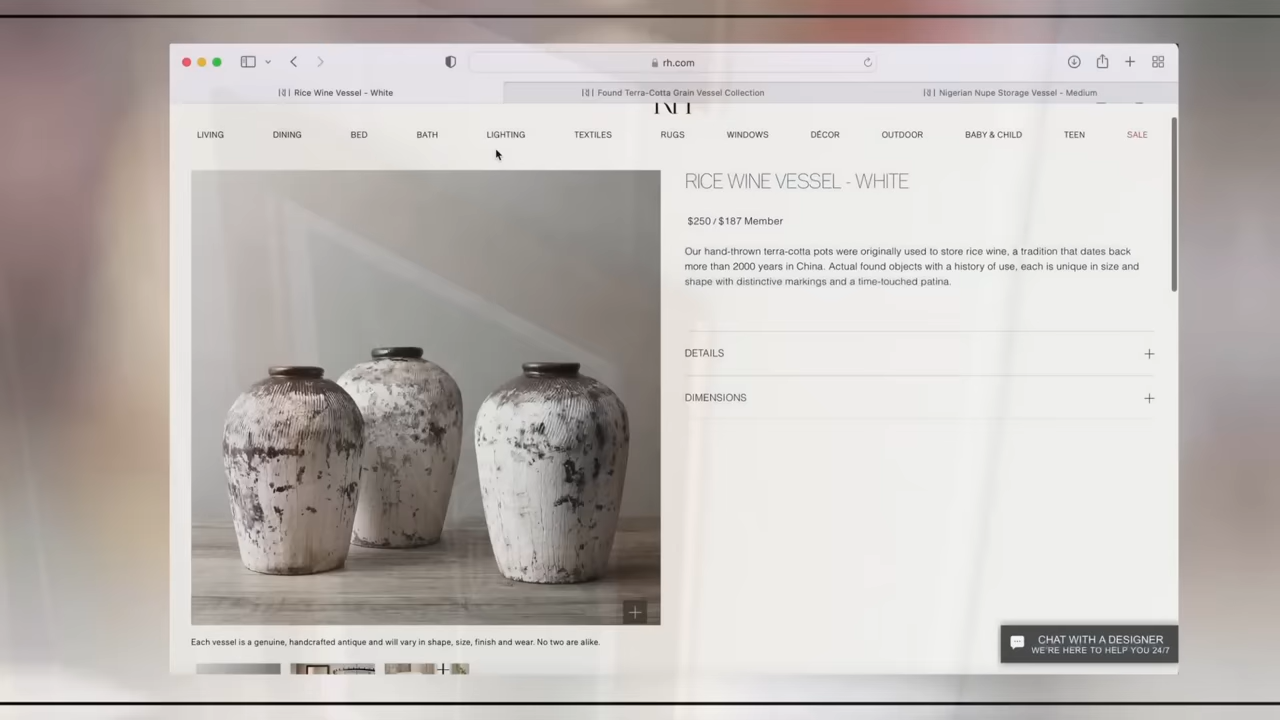 rh.com
Rice Wine Vessel - White
Found Terra-Cotta Grain Vessel Collection
Nigerian Nupe Storage Vessel - Medium
RH
LIVING DINING BED BATH LIGHTING TEXTILES RUGS WINDOWS DÉCOR OUTDOOR BABY & CHILD TEEN SALE
RICE WINE VESSEL - WHITE
$250 / $187 Member
Our hand-thrown terra-cotta pots were originally used to store rice wine, a tradition that dates back
more than 2000 years in China. Actual found objects with a history of use, each is unique in size and
shape with distinctive markings and a time-touched patina.
DETAILS
DIMENSIONS
Each vessel is a genuine, handcrafted antique and will vary in shape, size, finish and wear. No two are alike.
CHAT WITH A DESIGNER
WE'RE HERE TO HELP YOU 24/7